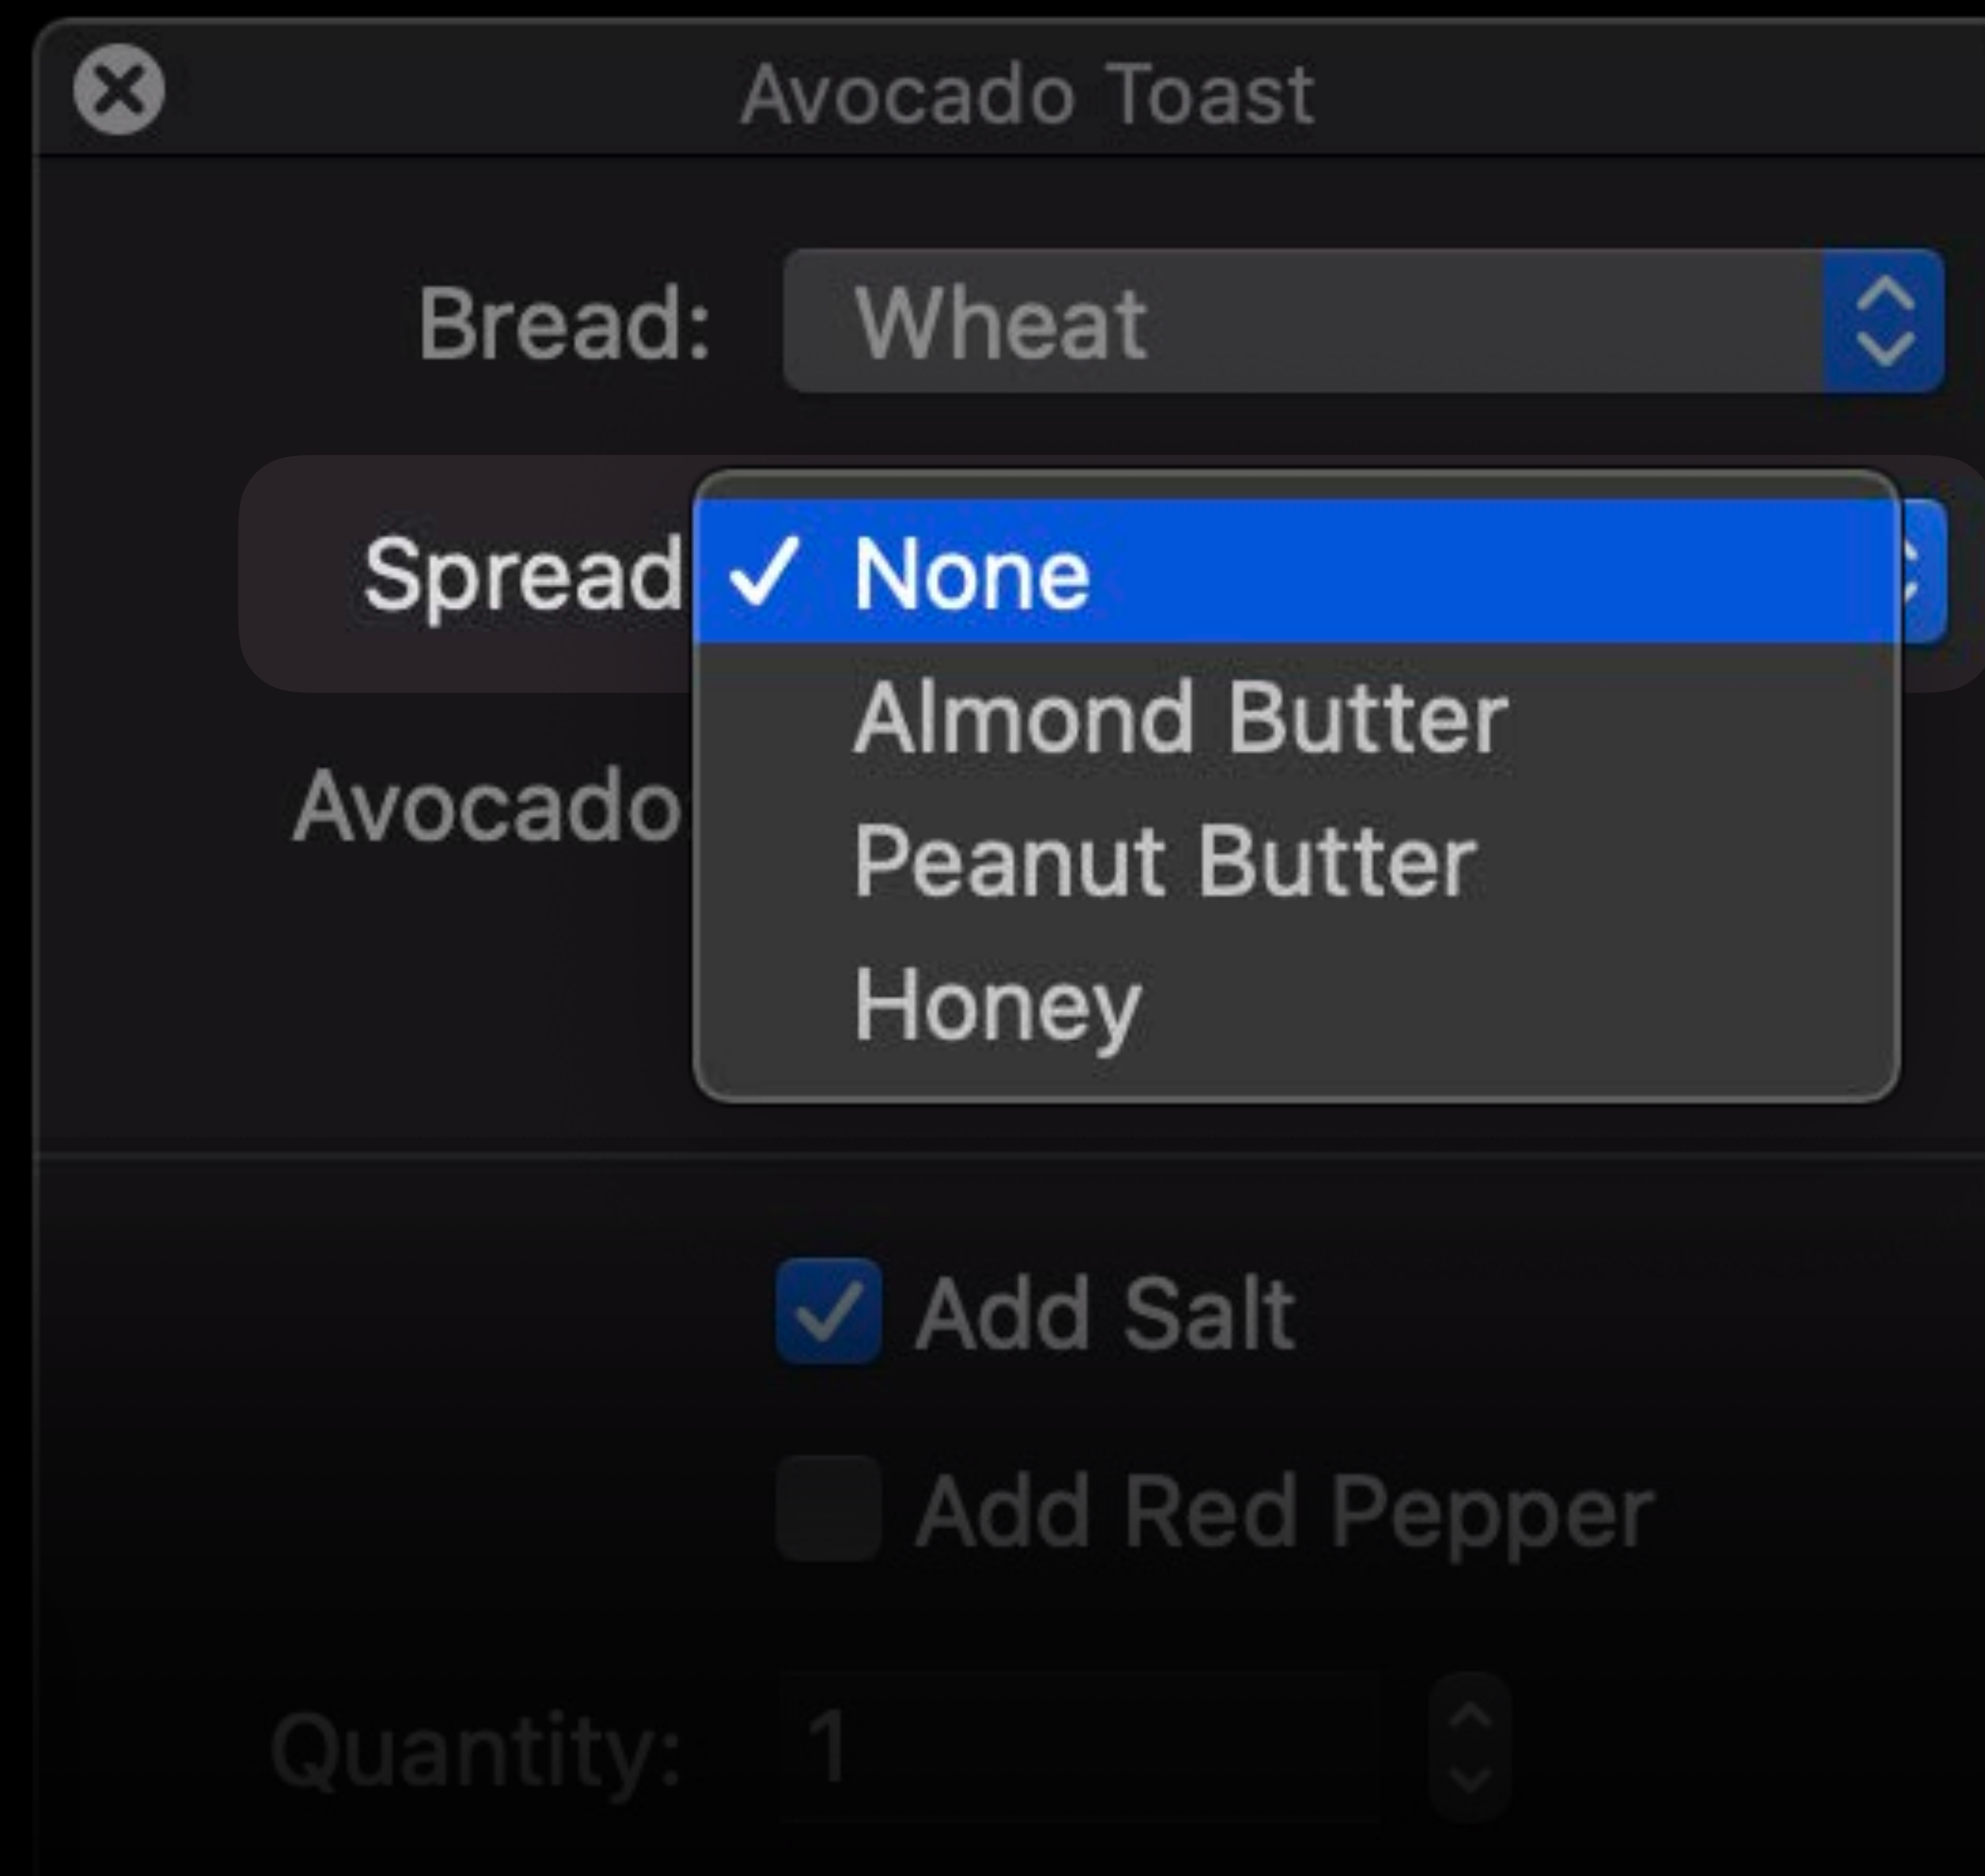 Avocado Toast
Bread: Wheat
Spread ✓ None
Almond Butter
Avocado
Peanut Butter
Honey
Add Salt
Add Red Pepper
Quantity: 1